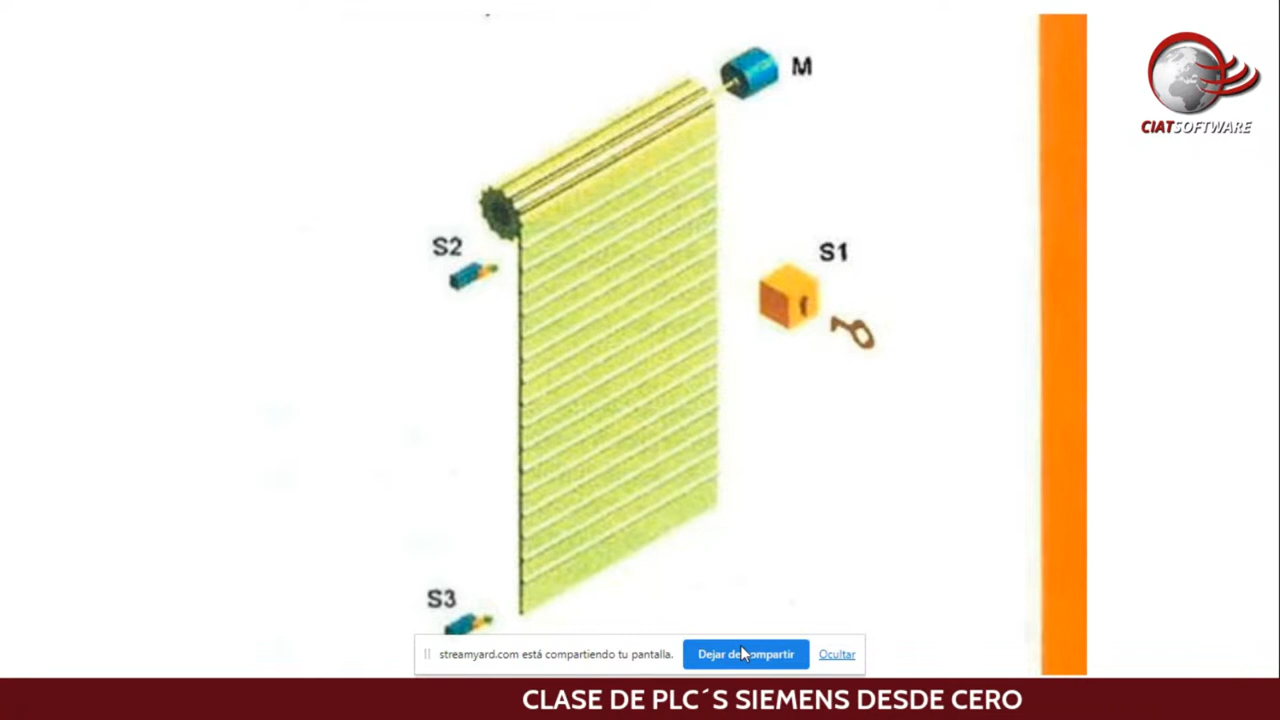 M
CIATSOFTWARE
S2
S1
S3
streamyard.com está compartiendo tu pantalla.
Dejar de compartir
Ocultar
CLASE DE PLC´S SIEMENS DESDE CERO